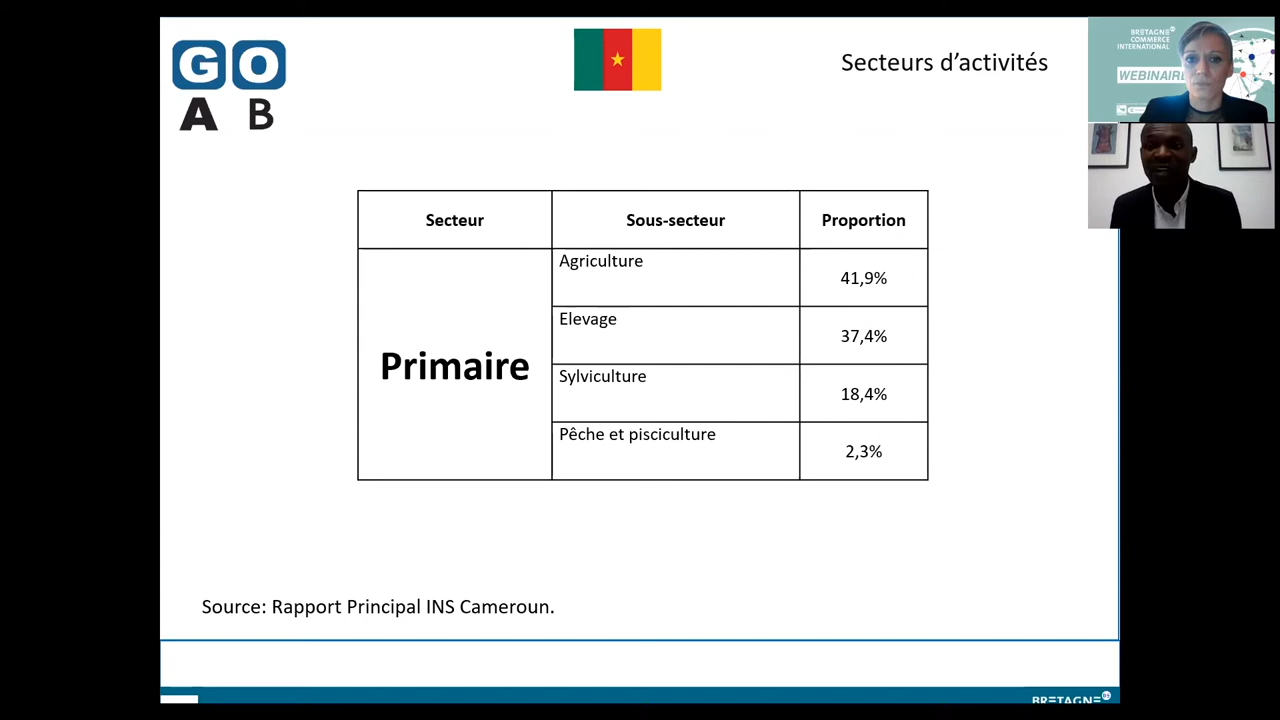 GO
A B
Secteurs d’activités
BRETAGNE
COMMERCE
INTERNATIONAL
WEBINAIRE
Secteur Sous-secteur Proportion
Primaire
Agriculture 41,9%
Elevage 37,4%
Sylviculture 18,4%
Pêche et pisciculture 2,3%
Source: Rapport Principal INS Cameroun.
BRETAGNE